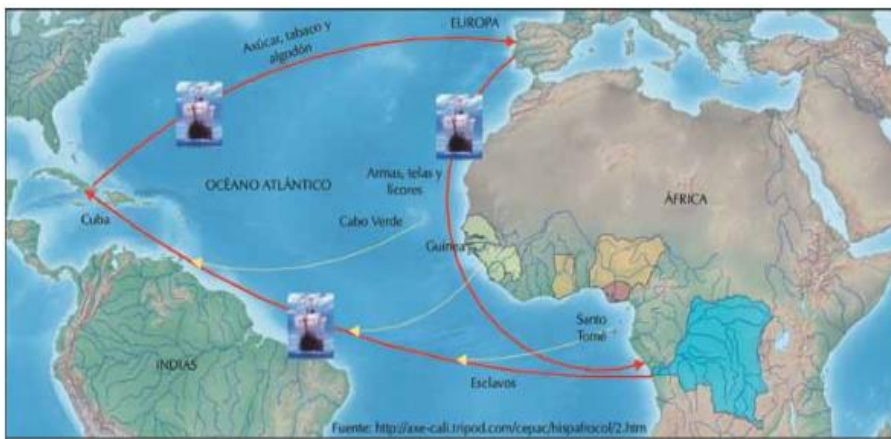 EUROPA
Axúcar, tabaco y
algodón
OCÉANO ATLÁNTICO
Armas, telas y
licores
ÁFRICA
Cuba
Cabo Verde
Guinea
Santo
Tomé
INDIAS
Esclavos
Fuente: http://axe-cali.tripod.com/cepac/hispafrocol/2.htm